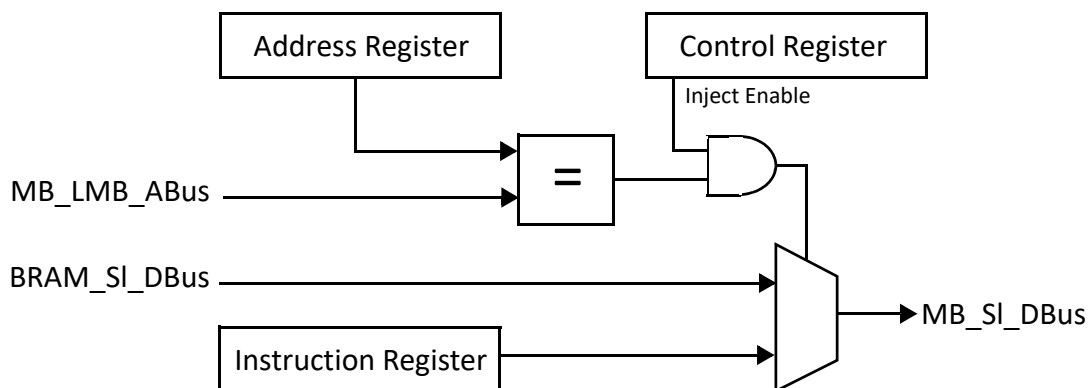 Address Register
Control Register
Inject Enable
=
MB_LMB_ABus
BRAM_Sl_DBus
MB_Sl_DBus
Instruction Register